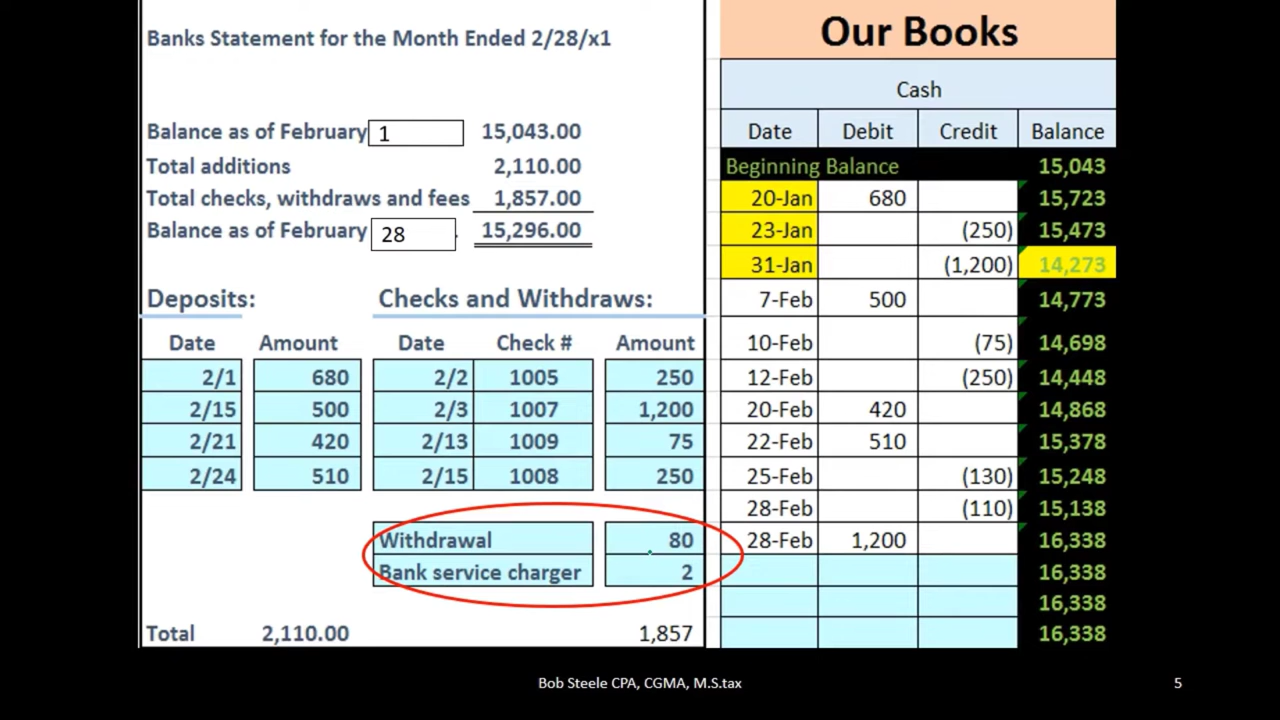 Banks Statement for the Month Ended 2/28/x1
Balance as of February 1 15,043.00
Total additions 2,110.00
Total checks, withdraws and fees 1,857.00
Balance as of February 28 . 15,296.00
Deposits: Checks and Withdraws:
Date Amount Date Check # Amount
2/1 680 2/2 1005 250
2/15 500 2/3 1007 1,200
2/21 420 2/13 1009 75
2/24 510 2/15 1008 250
Withdrawal 80
Bank service charger 2
Total 2,110.00 1,857
Our Books
Cash
Date Debit Credit Balance
Beginning Balance 15,043
20-Jan 680 15,723
23-Jan (250) 15,473
31-Jan (1,200) 14,273
7-Feb 500 14,773
10-Feb (75) 14,698
12-Feb (250) 14,448
20-Feb 420 14,868
22-Feb 510 15,378
25-Feb (130) 15,248
28-Feb (110) 15,138
28-Feb 1,200 16,338
16,338
16,338
16,338
Bob Steele CPA, CGMA, M.S.tax
5